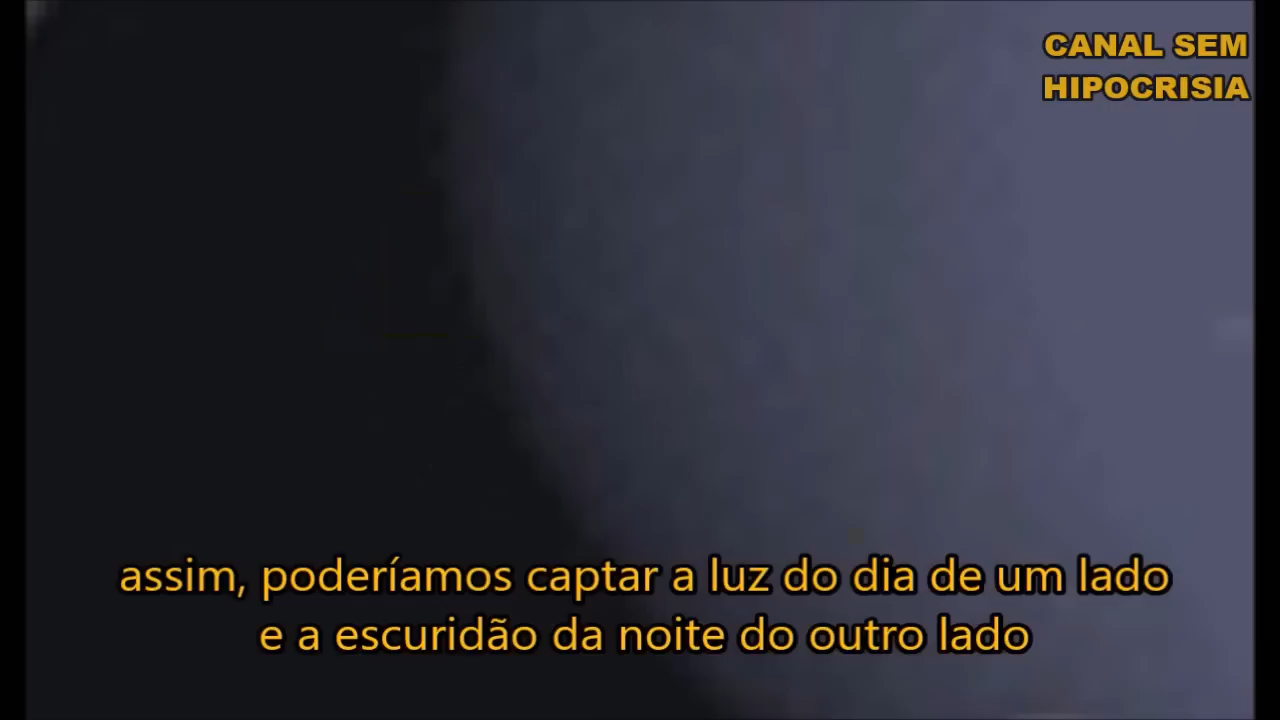 CANAL SEM
HIPOCRISIA
assim, poderíamos captar a luz do dia de um lado
e a escuridão da noite do outro lado